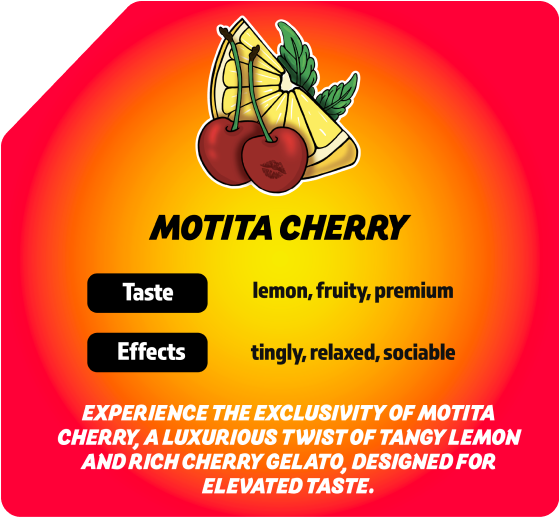 MOTITA CHERRY
Taste
lemon, fruity, premium
Effects
tingly, relaxed, sociable
EXPERIENCE THE EXCLUSIVITY OF MOTITA
CHERRY, A LUXURIOUS TWIST OF TANGY LEMON
AND RICH CHERRY GELATO, DESIGNED FOR
ELEVATED TASTE.